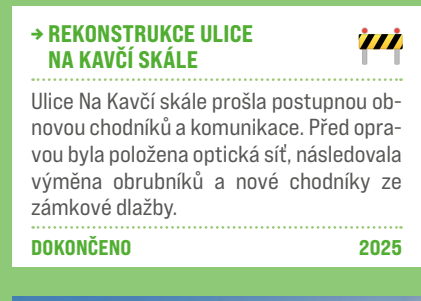 → REKONSTRUKCE ULICE
NA KAVČÍ SKÁLE
Ulice Na Kavčí skále prošla postupnou ob-
novou chodníků a komunikace. Před opra-
vou byla položena optická síť, následovala
výměna obrubníků a nové chodníky ze
zámkové dlažby.
DOKONČENO 2025